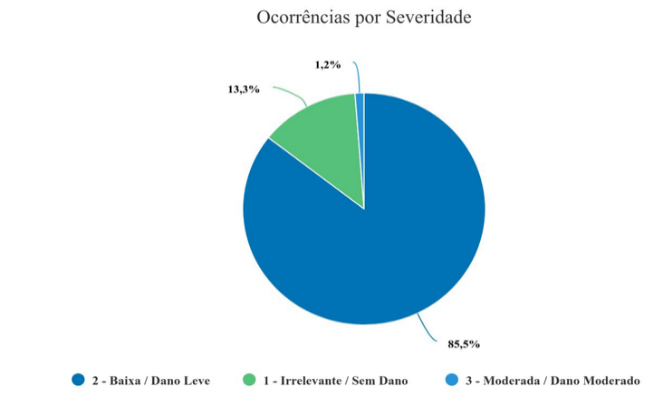 Ocorrências por Severidade
1,2%
13,3%
85,5%
2 - Baixa / Dano Leve
1 - Irrelevante / Sem Dano
3 - Moderada / Dano Moderado